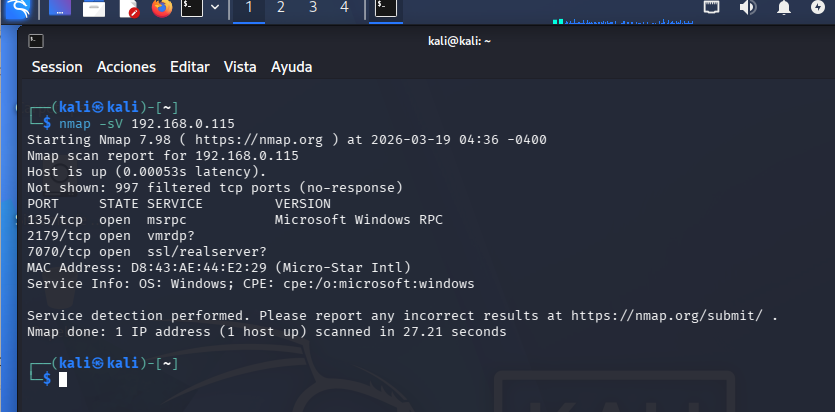 1 2 3 4
kali@kali: ~
Session Acciones Editar Vista Ayuda
┌──(kali㉿kali)-[~]
└─$ nmap -sV 192.168.0.115
Starting Nmap 7.98 ( https://nmap.org ) at 2026-03-19 04:36 -0400
Nmap scan report for 192.168.0.115
Host is up (0.00053s latency).
Not shown: 997 filtered tcp ports (no-response)
PORT     STATE SERVICE         VERSION
135/tcp  open  msrpc           Microsoft Windows RPC
2179/tcp open  vmrdp?
7070/tcp open  ssl/realserver?
MAC Address: D8:43:AE:44:E2:29 (Micro-Star Intl)
Service Info: OS: Windows; CPE: cpe:/o:microsoft:windows

Service detection performed. Please report any incorrect results at https://nmap.org/submit/ .
Nmap done: 1 IP address (1 host up) scanned in 27.21 seconds

┌──(kali㉿kali)-[~]
└─$
KALI